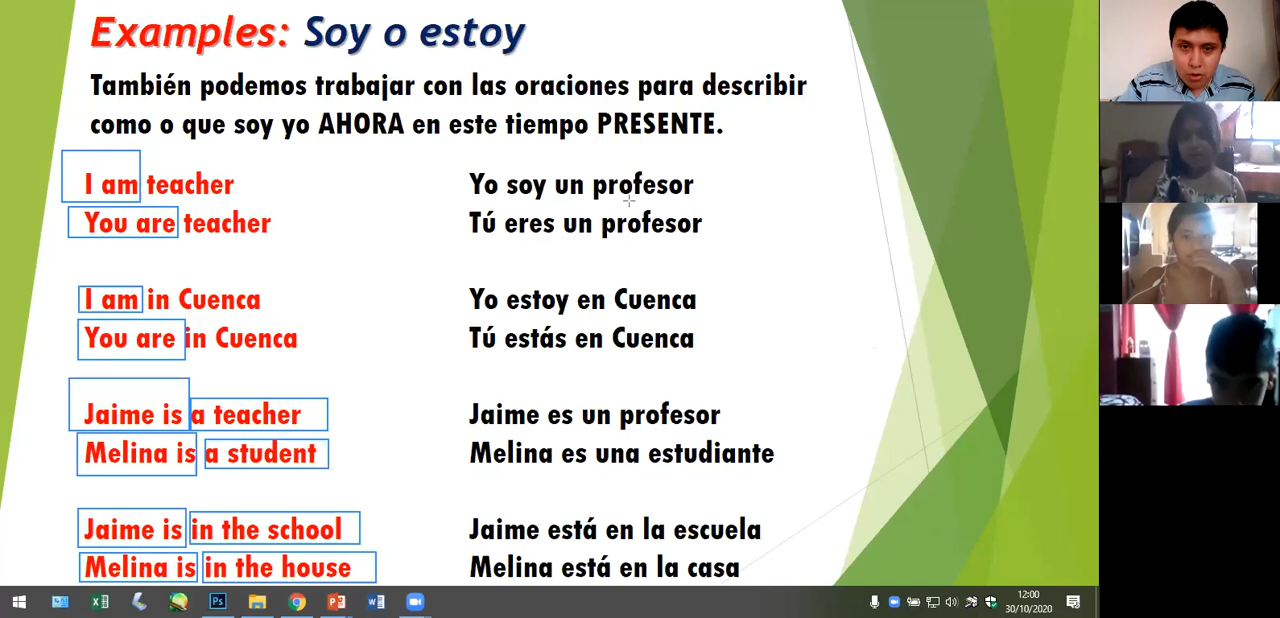 Examples: Soy o estoy
También podemos trabajar con las oraciones para describir
como o que soy yo AHORA en este tiempo PRESENTE.
I am teacher
Yo soy un profesor
You are teacher
Tú eres un profesor
I am in Cuenca
Yo estoy en Cuenca
You are in Cuenca
Tú estás en Cuenca
Jaime is a teacher
Jaime es un profesor
Melina is a student
Melina es una estudiante
Jaime is in the school
Jaime está en la escuela
Melina is in the house
Melina está en la casa
12:00
30/10/2020